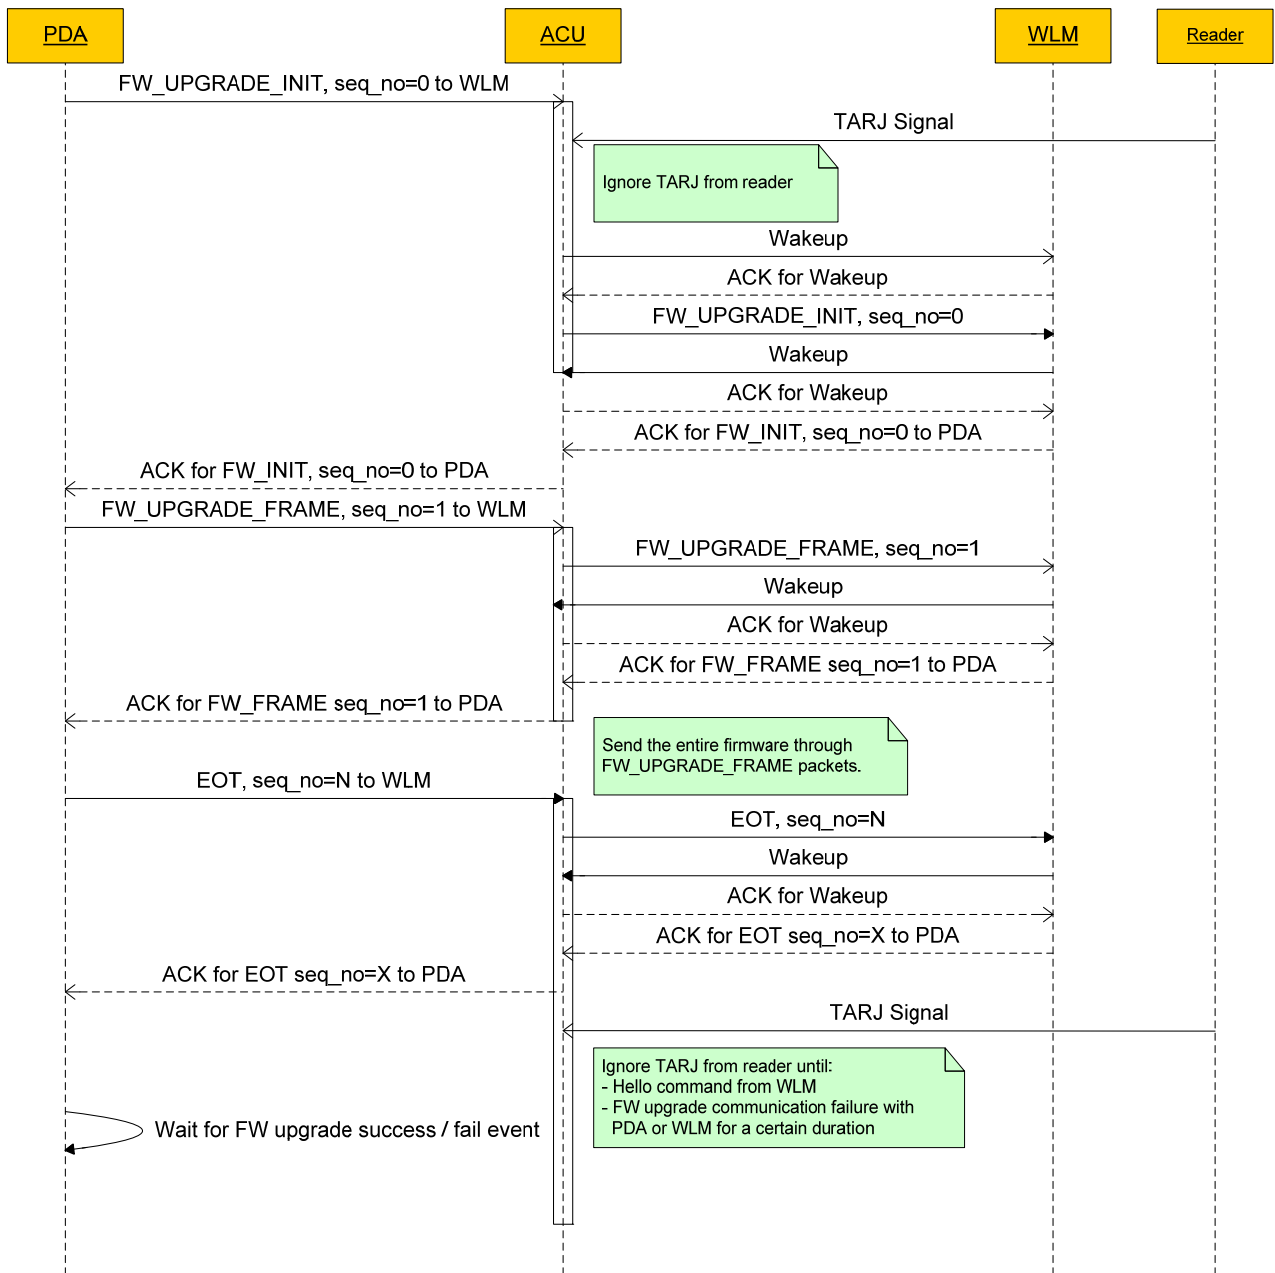 PDA
ACU
WLM
Reader
FW_UPGRADE_INIT, seq_no=0 to WLM
TARJ Signal
Ignore TARJ from reader
Wakeup
ACK for Wakeup
FW_UPGRADE_INIT, seq_no=0
Wakeup
ACK for Wakeup
ACK for FW_INIT, seq_no=0 to PDA
ACK for FW_INIT, seq_no=0 to PDA
FW_UPGRADE_FRAME, seq_no=1 to WLM
FW_UPGRADE_FRAME, seq_no=1
Wakeup
ACK for Wakeup
ACK for FW_FRAME seq_no=1 to PDA
ACK for FW_FRAME seq_no=1 to PDA
Send the entire firmware through
FW_UPGRADE_FRAME packets.
EOT, seq_no=N to WLM
EOT, seq_no=N
Wakeup
ACK for Wakeup
ACK for EOT seq_no=X to PDA
ACK for EOT seq_no=X to PDA
TARJ Signal
Ignore TARJ from reader until:
- Hello command from WLM
- FW upgrade communication failure with
PDA or WLM for a certain duration
Wait for FW upgrade success / fail event